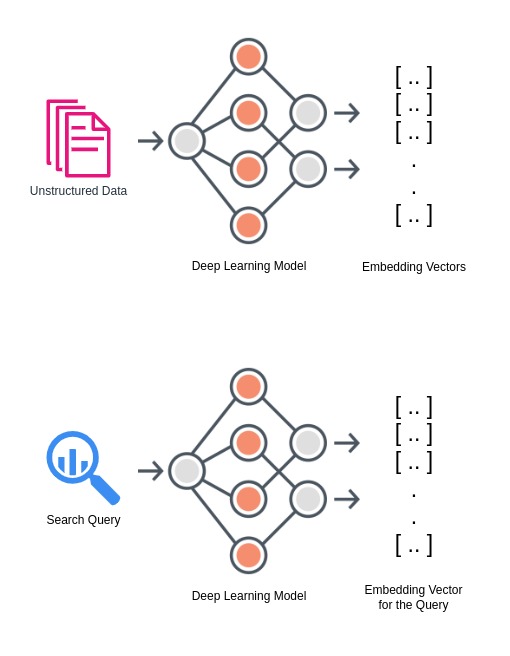 [ .. ]
[ .. ]
[ .. ]
.
.
[ .. ]
Unstructured Data
Deep Learning Model
Embedding Vectors
[ .. ]
[ .. ]
[ .. ]
.
.
[ .. ]
Search Query
Deep Learning Model
Embedding Vector
for the Query